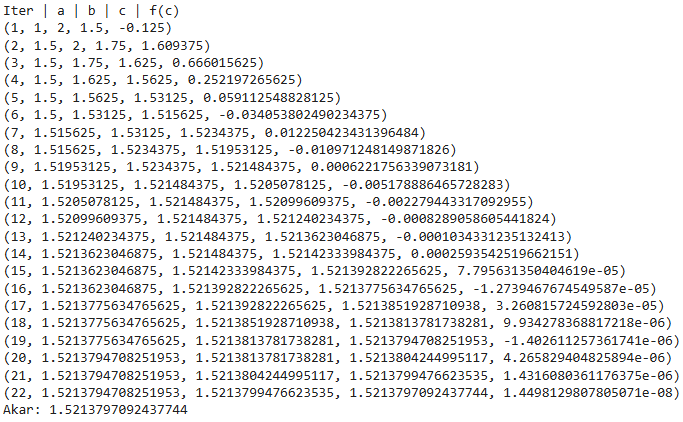 Iter | a | b | c | f(c)
(1, 1, 2, 1.5, -0.125)
(2, 1.5, 2, 1.75, 1.609375)
(3, 1.5, 1.75, 1.625, 0.666015625)
(4, 1.5, 1.625, 1.5625, 0.252197265625)
(5, 1.5, 1.5625, 1.53125, 0.059112548828125)
(6, 1.5, 1.53125, 1.515625, -0.034053802490234375)
(7, 1.515625, 1.53125, 1.5234375, 0.012250423431396484)
(8, 1.515625, 1.5234375, 1.51953125, -0.010971248149871826)
(9, 1.51953125, 1.5234375, 1.521484375, 0.0006221756339073181)
(10, 1.51953125, 1.521484375, 1.5205078125, -0.005178886465728283)
(11, 1.5205078125, 1.521484375, 1.52099609375, -0.002279443317092955)
(12, 1.52099609375, 1.521484375, 1.521240234375, -0.0008289058605441824)
(13, 1.521240234375, 1.521484375, 1.5213623046875, -0.0001034331235132413)
(14, 1.5213623046875, 1.521484375, 1.52142333984375, 0.0002593542519662151)
(15, 1.5213623046875, 1.52142333984375, 1.521392822265625, 7.795631350404619e-05)
(16, 1.5213623046875, 1.521392822265625, 1.5213775634765625, -1.2739467674549587e-05)
(17, 1.5213775634765625, 1.521392822265625, 1.5213851928710938, 3.260815724592803e-05)
(18, 1.5213775634765625, 1.5213851928710938, 1.5213813781738281, 9.934278368817218e-06)
(19, 1.5213775634765625, 1.5213813781738281, 1.5213794708251953, -1.402611257361741e-06)
(20, 1.5213794708251953, 1.5213813781738281, 1.5213804244995117, 4.265829404825894e-06)
(21, 1.5213794708251953, 1.5213804244995117, 1.5213799476623535, 1.4316080361176375e-06)
(22, 1.5213794708251953, 1.5213799476623535, 1.5213797092437744, 1.4498129807805071e-08)
Akar: 1.5213797092437744